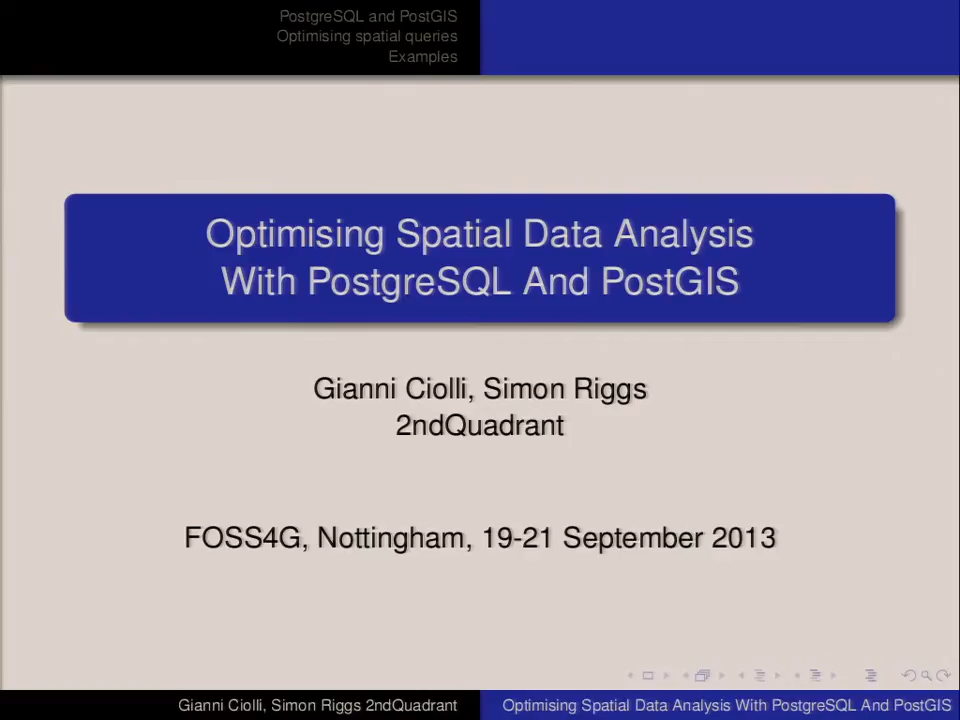 PostgreSQL and PostGIS
Optimising spatial queries
Examples
Optimising Spatial Data Analysis
With PostgreSQL And PostGIS
Gianni Ciolli, Simon Riggs
2ndQuadrant
FOSS4G, Nottingham, 19-21 September 2013
Gianni Ciolli, Simon Riggs 2ndQuadrant
Optimising Spatial Data Analysis With PostgreSQL And PostGIS